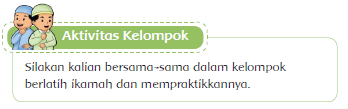 Aktivitas Kelompok
Silakan kalian bersama-sama dalam kelompok
berlatih ikamah dan mempraktikkannya.